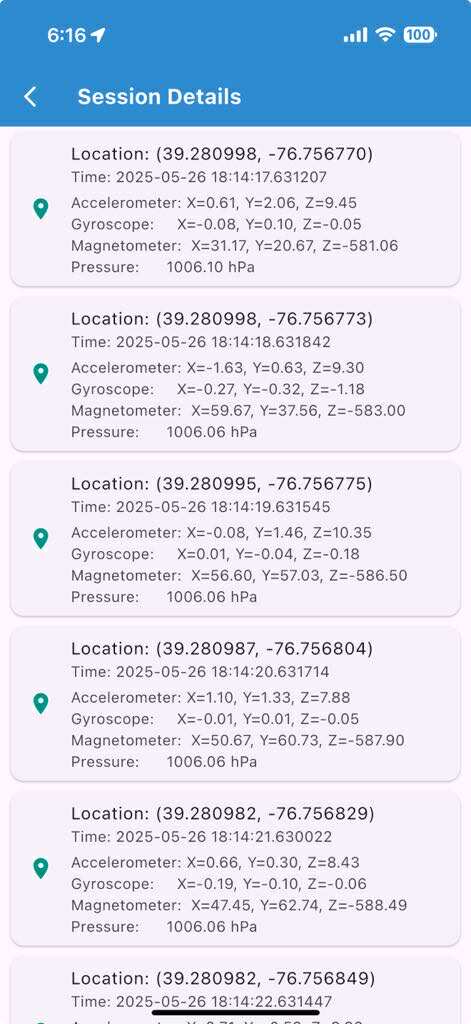 6:16
100
Session Details
Location: (39.280998, -76.756770)
Time: 2025-05-26 18:14:17.631207
Accelerometer: X=0.61, Y=2.06, Z=9.45
Gyroscope: X=-0.08, Y=0.10, Z=-0.05
Magnetometer: X=31.17, Y=20.67, Z=-581.06
Pressure: 1006.10 hPa
Location: (39.280998, -76.756773)
Time: 2025-05-26 18:14:18.631842
Accelerometer: X=-1.63, Y=0.63, Z=9.30
Gyroscope: X=-0.27, Y=-0.32, Z=-1.18
Magnetometer: X=59.67, Y=37.56, Z=-583.00
Pressure: 1006.06 hPa
Location: (39.280995, -76.756775)
Time: 2025-05-26 18:14:19.631545
Accelerometer: X=-0.08, Y=1.46, Z=10.35
Gyroscope: X=0.01, Y=-0.04, Z=-0.18
Magnetometer: X=56.60, Y=57.03, Z=-586.50
Pressure: 1006.06 hPa
Location: (39.280987, -76.756804)
Time: 2025-05-26 18:14:20.631714
Accelerometer: X=1.10, Y=1.33, Z=7.88
Gyroscope: X=-0.01, Y=0.01, Z=-0.05
Magnetometer: X=50.67, Y=60.73, Z=-587.90
Pressure: 1006.06 hPa
Location: (39.280982, -76.756829)
Time: 2025-05-26 18:14:21.630022
Accelerometer: X=0.66, Y=0.30, Z=8.43
Gyroscope: X=-0.19, Y=-0.10, Z=-0.06
Magnetometer: X=47.45, Y=62.74, Z=-588.49
Pressure: 1006.06 hPa
Location: (39.280982, -76.756849)
Time: 2025-05-26 18:14:22.631447